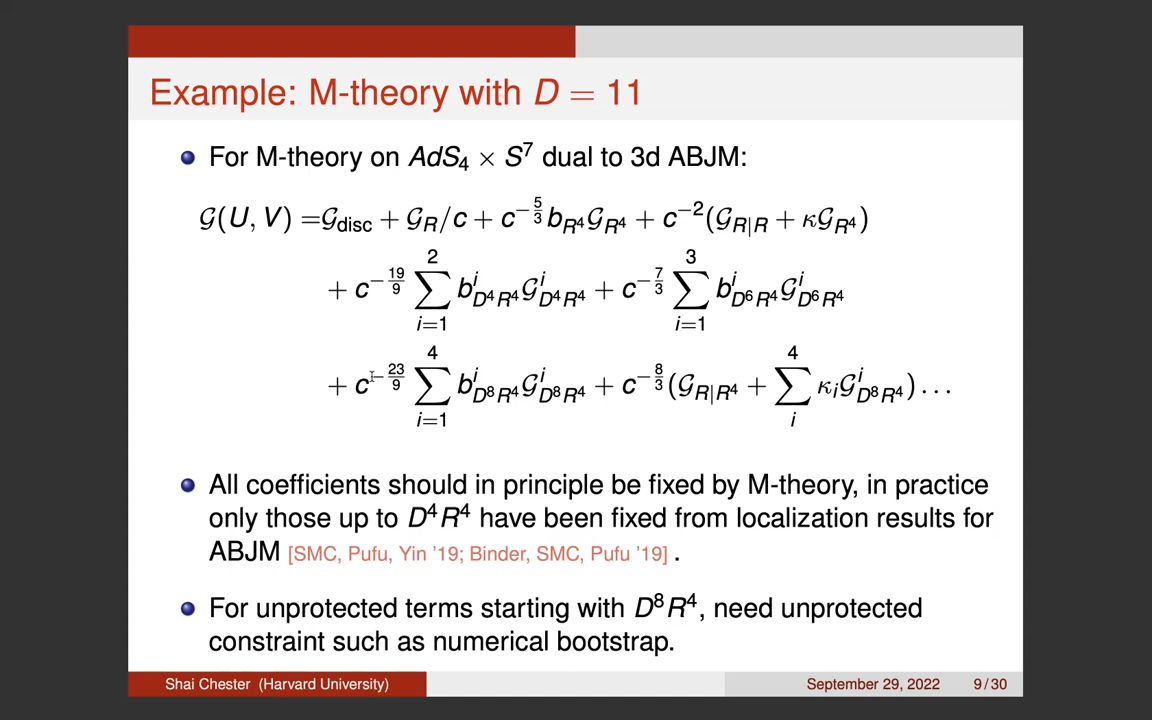 Example: M-theory with D = 11
For M-theory on AdS₄ × S⁷ dual to 3d ABJM:
𝒢(U, V) =𝒢_disc + 𝒢_R/c + c^{−5/3} b_{R⁴}𝒢_{R⁴} + c^{−2}(𝒢_{R|R} + κ𝒢_{R⁴})
+ c^{−19/9} ∑_{i=1}^{2} b^i_{D⁴R⁴}𝒢^i_{D⁴R⁴} + c^{−7/3} ∑_{i=1}^{3} b^i_{D⁶R⁴}𝒢^i_{D⁶R⁴}
+ c^{−23/9} ∑_{i=1}^{4} b^i_{D⁸R⁴}𝒢^i_{D⁸R⁴} + c^{−8/3}(𝒢_{R|R⁴} + ∑_{i}^{4} κ_i𝒢^i_{D⁸R⁴}) . . .
All coefficients should in principle be fixed by M-theory, in practice
only those up to D⁴R⁴ have been fixed from localization results for
ABJM [SMC, Pufu, Yin '19; Binder, SMC, Pufu '19] .
For unprotected terms starting with D⁸R⁴, need unprotected
constraint such as numerical bootstrap.
Shai Chester (Harvard University) September 29, 2022 9 / 30